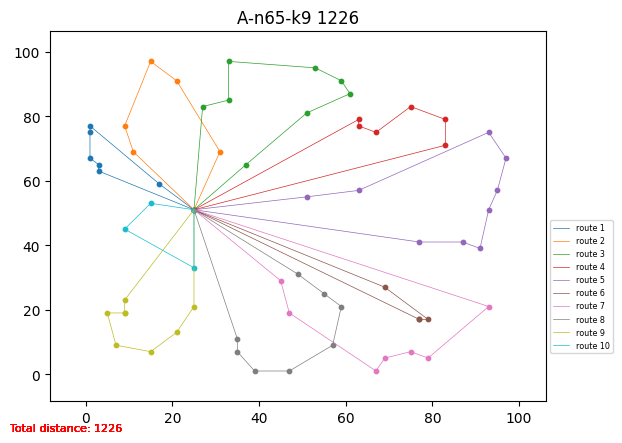 A-n65-k9 1226
100
80
60
40
20
0
0 20 40 60 80 100
route 1
route 2
route 3
route 4
route 5
route 6
route 7
route 8
route 9
route 10
Total distance: 1226